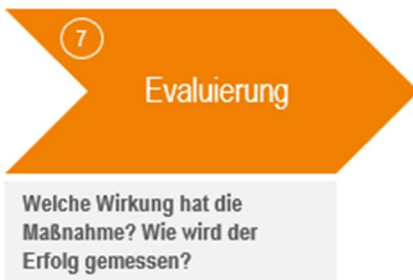 7
Evaluierung
Welche Wirkung hat die
Maßnahme? Wie wird der
Erfolg gemessen?